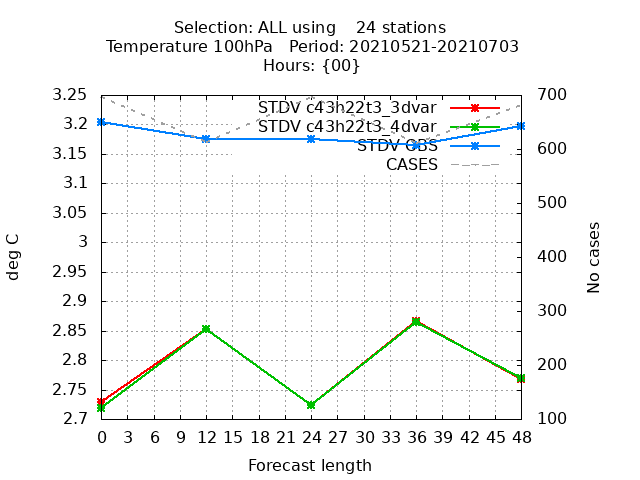 Selection: ALL using    24 stations
Temperature 100hPa   Period: 20210521-20210703
Hours: {00}
STDV c43h22t3_3dvar
STDV c43h22t3_4dvar
STDV OBS
CASES
3.25
3.2
3.15
3.1
3.05
3
2.95
2.9
2.85
2.8
2.75
2.7
deg C
700
600
500
400
300
200
100
No cases
0 3 6 9 12 15 18 21 24 27 30 33 36 39 42 45 48
Forecast length